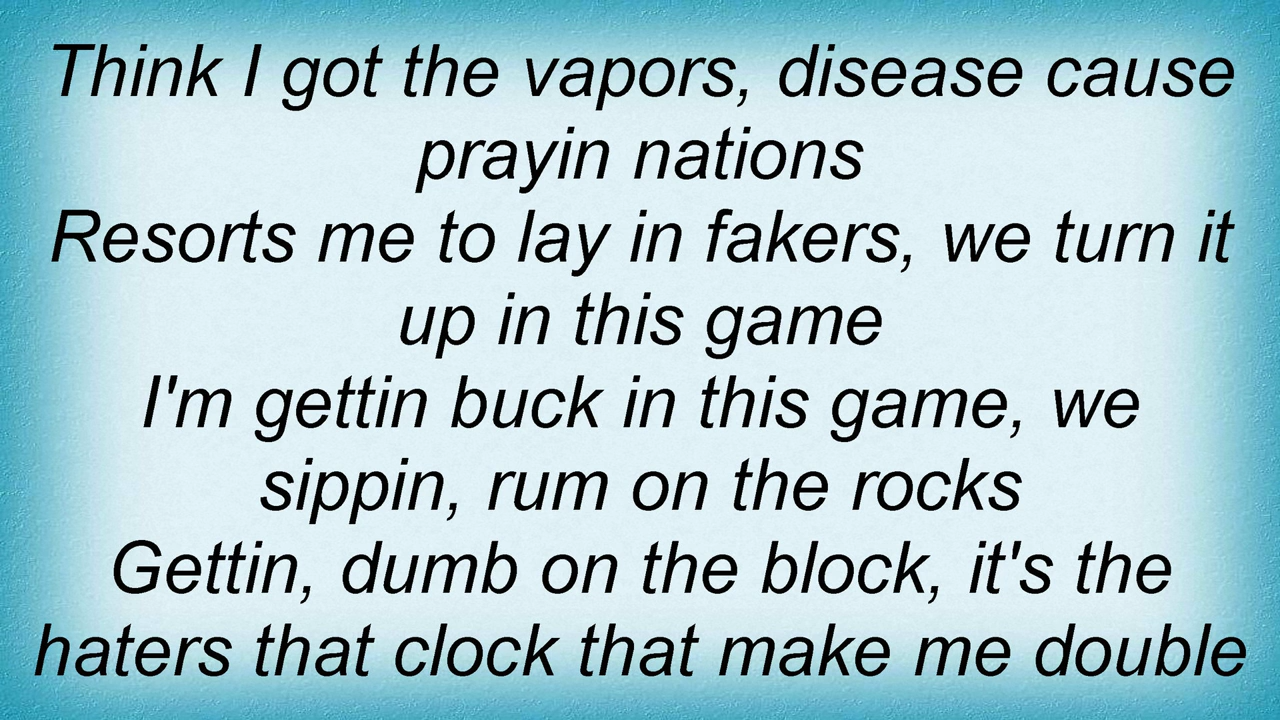 Think I got the vapors, disease cause
prayin nations
Resorts me to lay in fakers, we turn it
up in this game
I'm gettin buck in this game, we
sippin, rum on the rocks
Gettin, dumb on the block, it's the
haters that clock that make me double